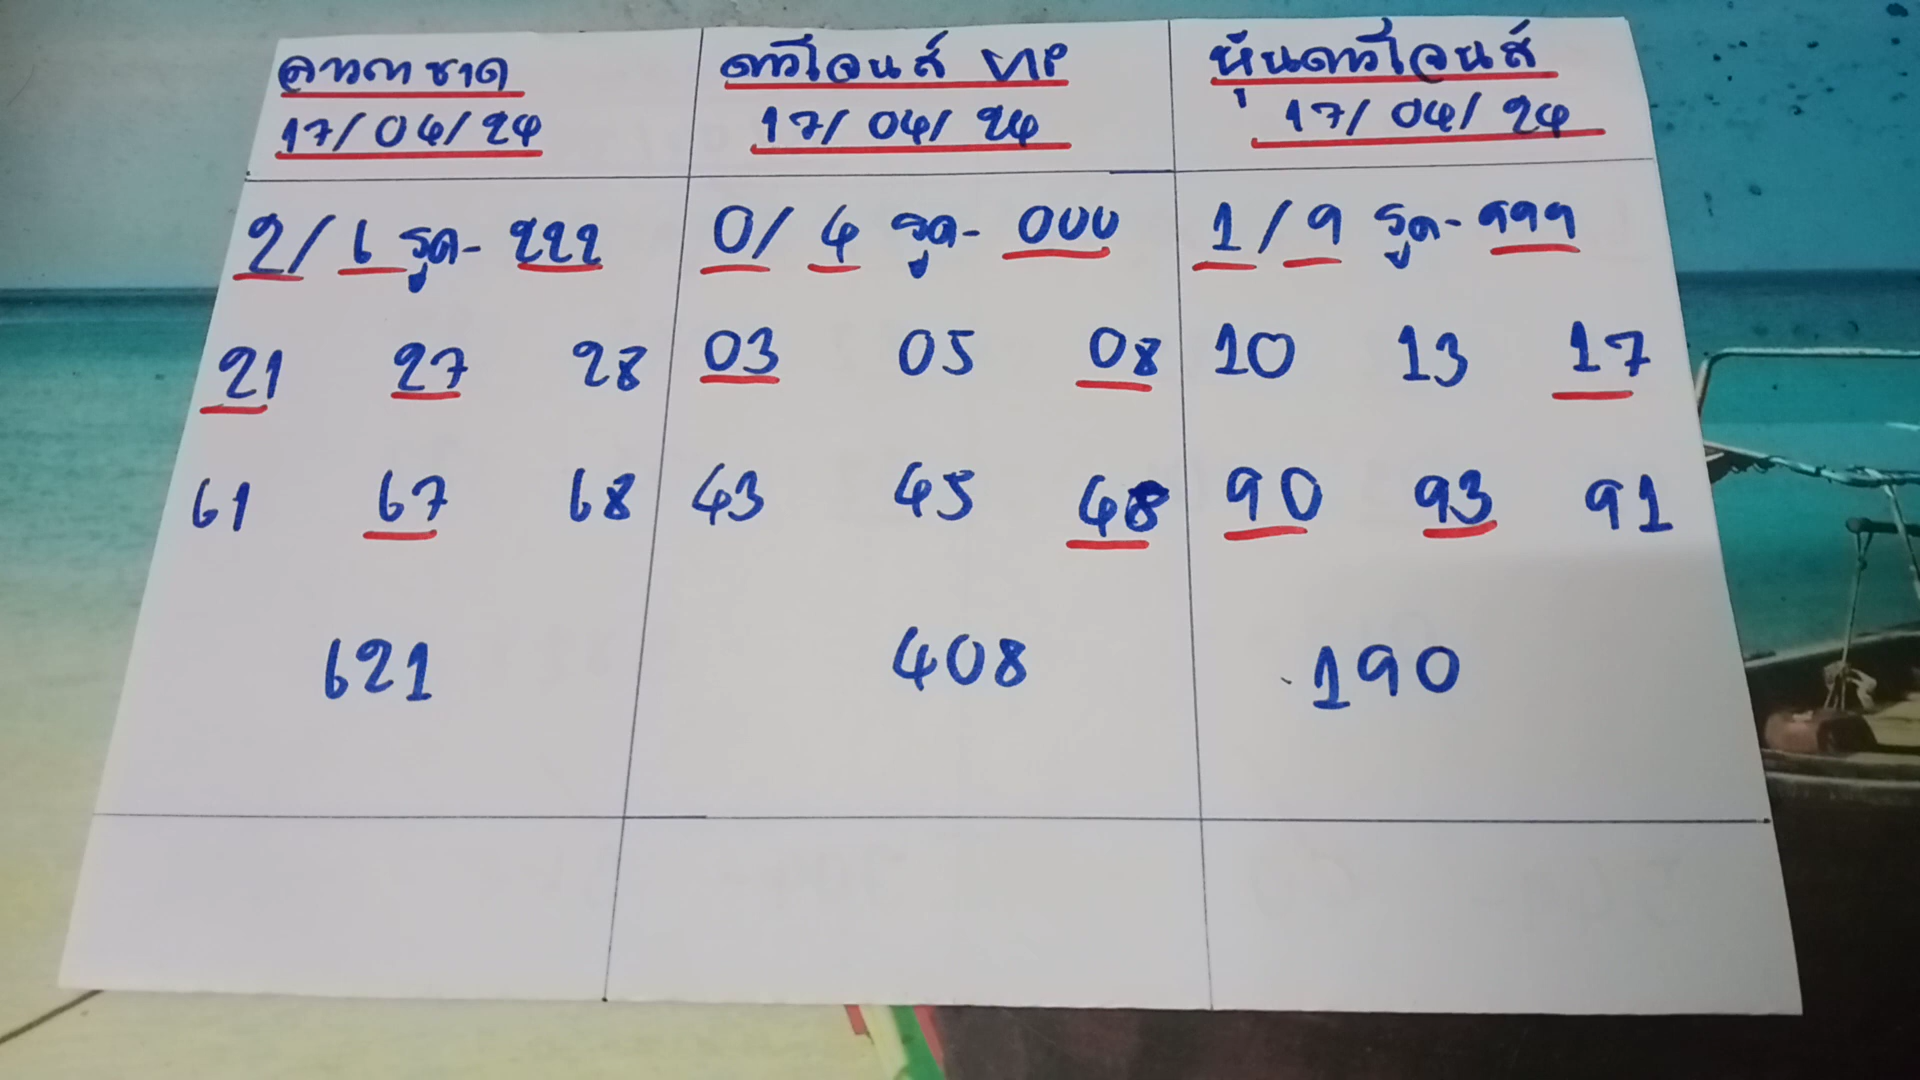 ลาวกาชาด
17/04/24
2/6 รูด- 222
21 27 28
61 67 68
621
ดาวโจนส์ VIP
17/04/24
0/4 รูด- 000
03 05 08
43 45 48
408
หุ้นดาวโจนส์
17/04/24
1/9 รูด- 999
10 13 17
90 93 91
190